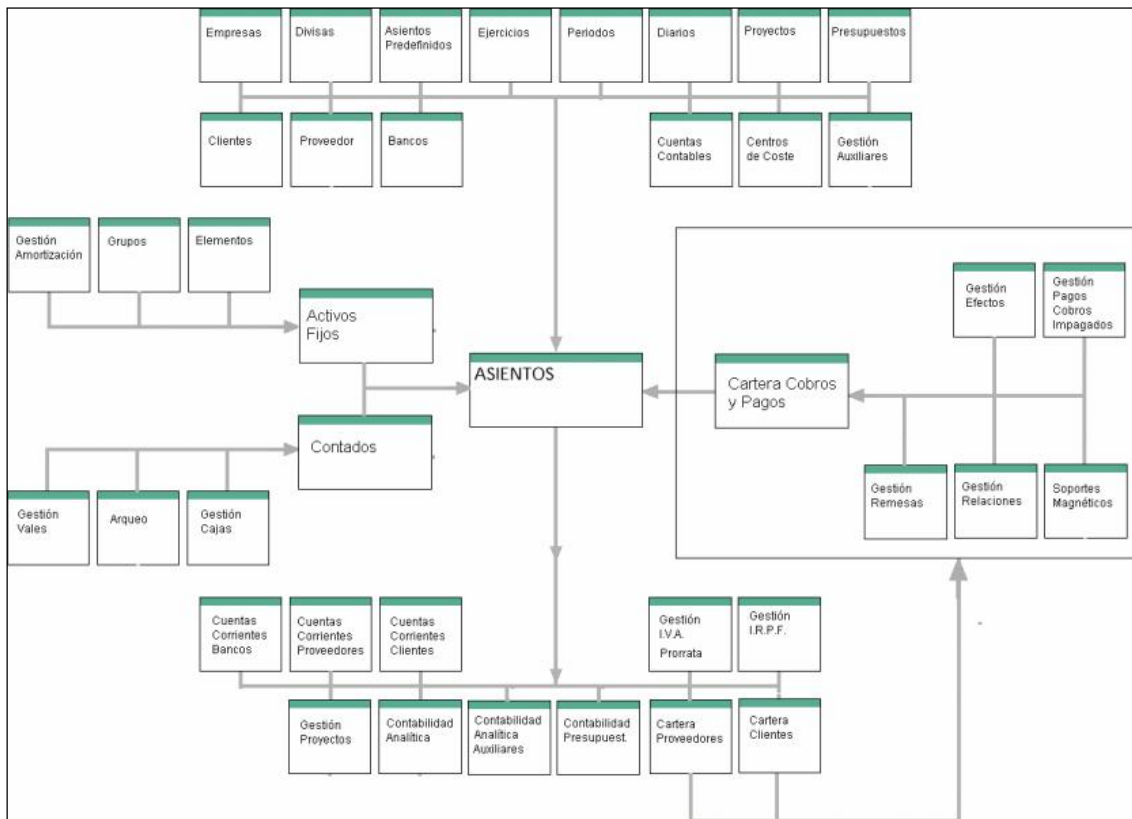 Empresas
Divisas
Asientos
Predefinidos
Ejercicios
Periodos
Diarios
Proyectos
Presupuestos
Clientes
Proveedor
Bancos
Cuentas
Contables
Centros
de Coste
Gestión
Auxiliares
Gestión
Amortización
Grupos
Elementos
Activos
Fijos
ASIENTOS
Contados
Gestión
Vales
Arqueo
Gestión
Cajas
Cartera Cobros
y Pagos
Gestión
Efectos
Gestión
Pagos
Cobros
Impagados
Gestión
Remesas
Gestión
Relaciones
Soportes
Magnéticos
Cuentas
Corrientes
Bancos
Cuentas
Corrientes
Proveedores
Cuentas
Corrientes
Clientes
Gestión
I.V.A.
Prorrata
Gestión
I.R.P.F.
Gestión
Proyectos
Contabilidad
Analítica
Contabilidad
Analítica
Auxiliares
Contabilidad
Presupuest.
Cartera
Proveedores
Cartera
Clientes